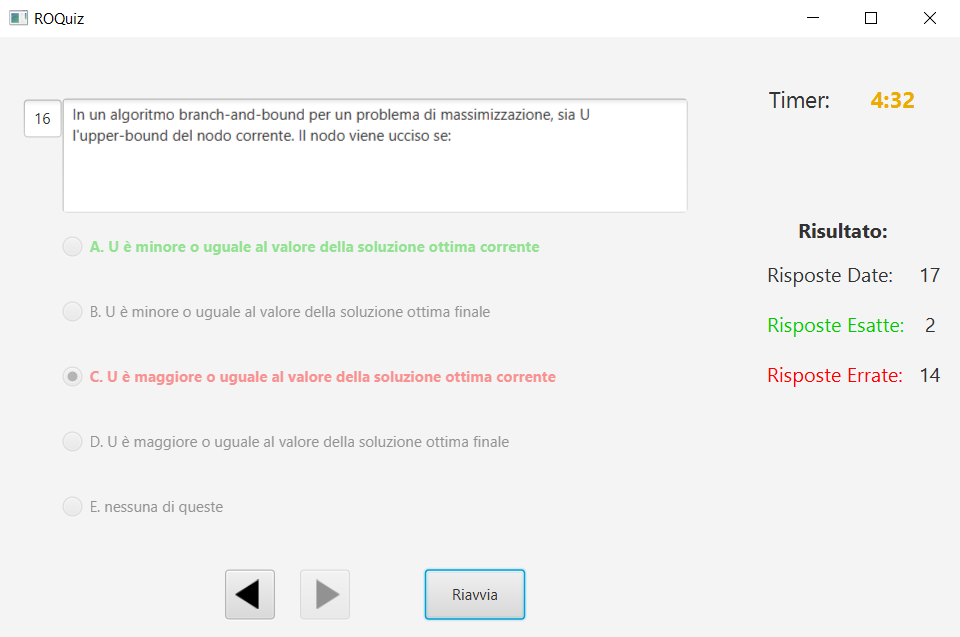 ROQuiz
16
In un algoritmo branch-and-bound per un problema di massimizzazione, sia U
l'upper-bound del nodo corrente. Il nodo viene ucciso se:
A. U è minore o uguale al valore della soluzione ottima corrente
B. U è minore o uguale al valore della soluzione ottima finale
C. U è maggiore o uguale al valore della soluzione ottima corrente
D. U è maggiore o uguale al valore della soluzione ottima finale
E. nessuna di queste
Riavvia
Timer: 4:32
Risultato:
Risposte Date: 17
Risposte Esatte: 2
Risposte Errate: 14